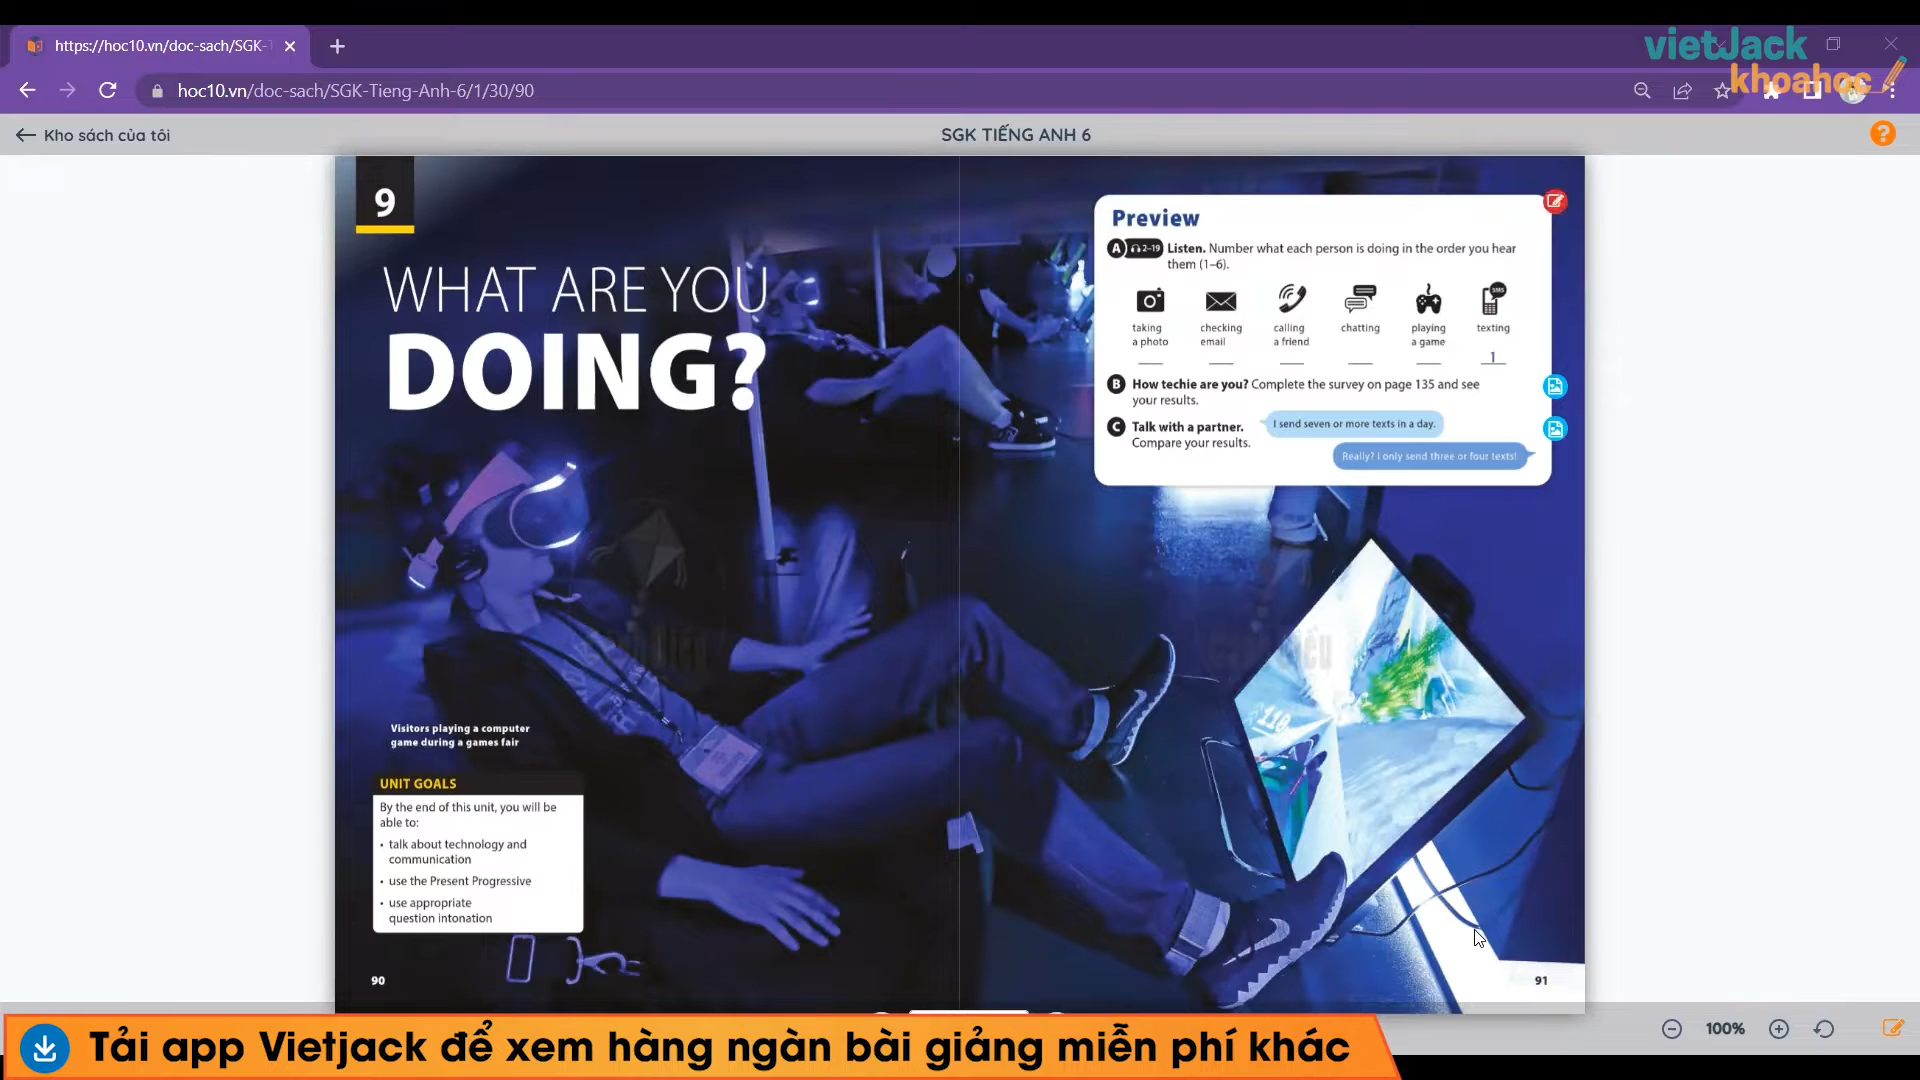 https://hoc10.vn/doc-sach/SGK-T
vietJack
khoahoc
hoc10.vn/doc-sach/SGK-Tieng-Anh-6/1/30/90
Kho sách của tôi
SGK TIẾNG ANH 6
?
9
WHAT ARE YOU
DOING?
Visitors playing a computer
game during a games fair
UNIT GOALS
By the end of this unit, you will be
able to:
• talk about technology and
communication
• use the Present Progressive
• use appropriate
question intonation
90
Preview
A 2–19 Listen. Number what each person is doing in the order you hear
them (1–6).
SMS
taking
a photo
checking
email
calling
a friend
chatting
playing
a game
texting
1
B How techie are you? Complete the survey on page 135 and see
your results.
C Talk with a partner.
Compare your results.
I send seven or more texts in a day.
Really? I only send three or four texts!
91
100%
Tải app Vietjack để xem hàng ngàn bài giảng miễn phí khác